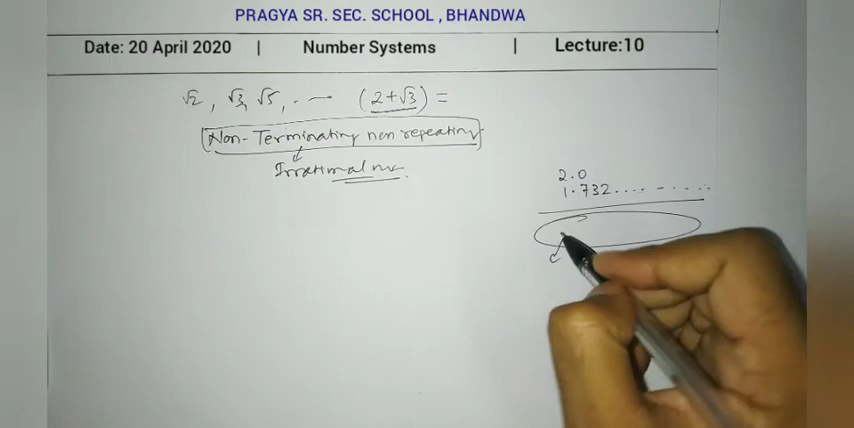 PRAGYA SR. SEC. SCHOOL , BHANDWA
Date: 20 April 2020 | Number Systems | Lecture:10
√2 , √3, √5, . - — (2+√3) =
Non-Terminating non repeating
Irrational no.
2.0
1.732.... - . . . .